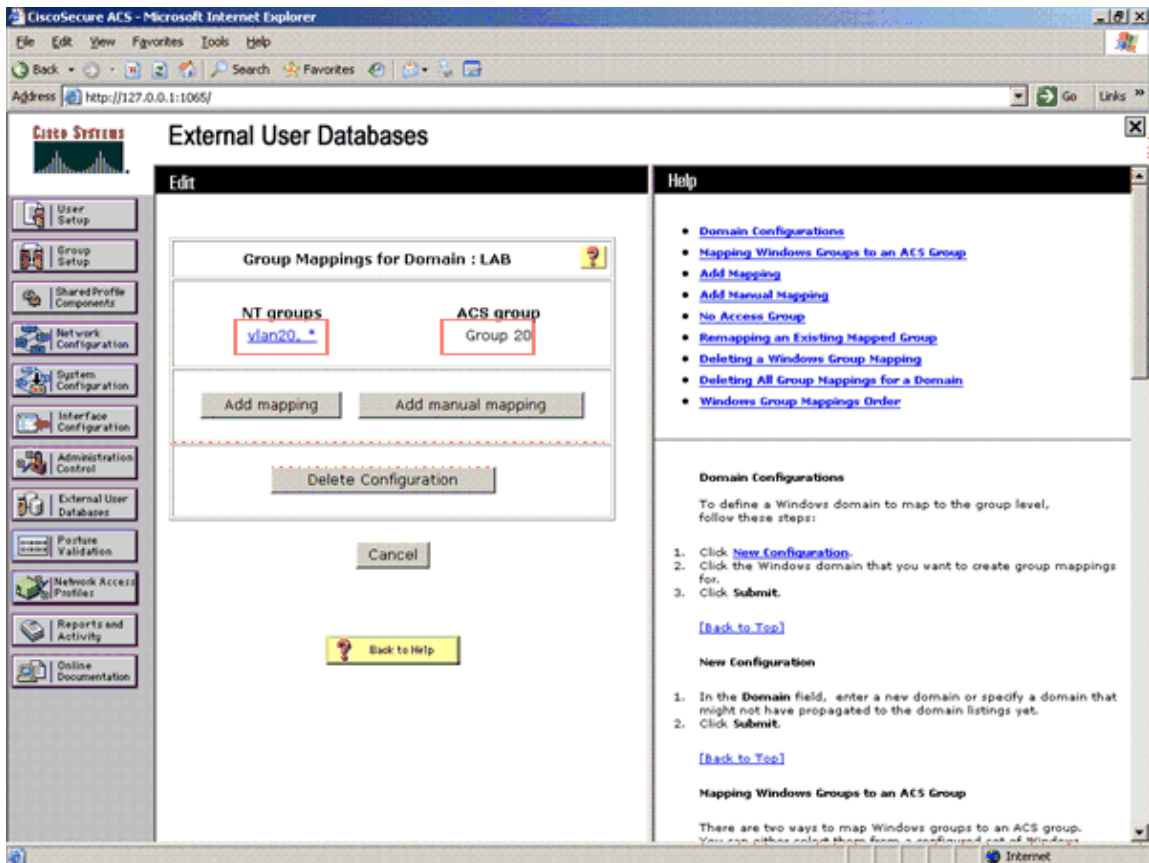 CiscoSecure ACS - Microsoft Internet Explorer
File Edit View Favorites Tools Help
Back Search Favorites
Address http://127.0.0.1:1065/ Go Links »
CISCO SYSTEMS
External User Databases
Edit
User
Setup
Group
Setup
Shared Profile
Components
Network
Configuration
System
Configuration
Interface
Configuration
Administration
Control
External User
Databases
Posture
Validation
Network Access
Profiles
Reports and
Activity
Online
Documentation
Group Mappings for Domain : LAB
NT groups ACS group
vlan20, * Group 20
Add mapping Add manual mapping
Delete Configuration
Cancel
Back to Help
Help
• Domain Configurations
• Mapping Windows Groups to an ACS Group
• Add Mapping
• Add Manual Mapping
• No Access Group
• Remapping an Existing Mapped Group
• Deleting a Windows Group Mapping
• Deleting All Group Mappings for a Domain
• Windows Group Mappings Order
Domain Configurations
To define a Windows domain to map to the group level,
follow these steps:
1. Click New Configuration.
2. Click the Windows domain that you want to create group mappings
for.
3. Click Submit.
[Back to Top]
New Configuration
1. In the Domain field, enter a new domain or specify a domain that
might not have propagated to the domain listings yet.
2. Click Submit.
[Back to Top]
Mapping Windows Groups to an ACS Group
There are two ways to map Windows groups to an ACS group.
You can either select them from a configured set of Windows
Internet